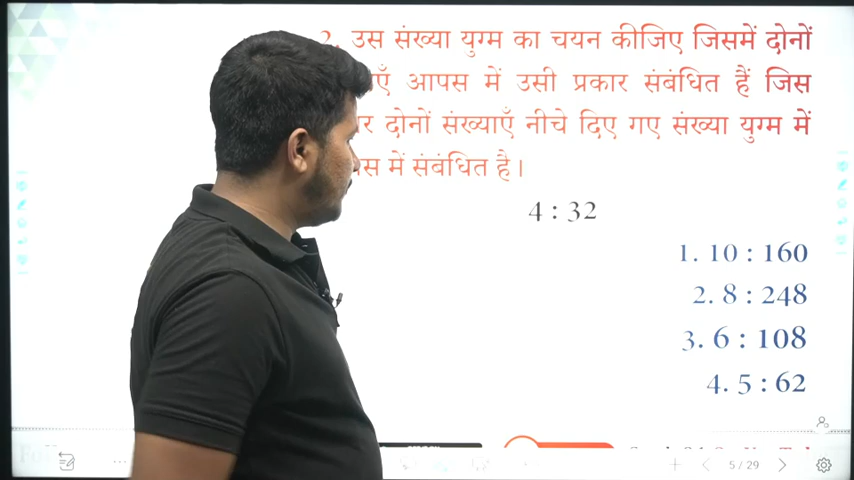 2. उस संख्या युग्म का चयन कीजिए जिसमें दोनों
आपस में उसी प्रकार संबंधित हैं जिस
दोनों संख्याएँ नीचे दिए गए संख्या युग्म में
में संबंधित है।
4 : 32
1. 10 : 160
2. 8 : 248
3. 6 : 108
4. 5 : 62
5 / 29